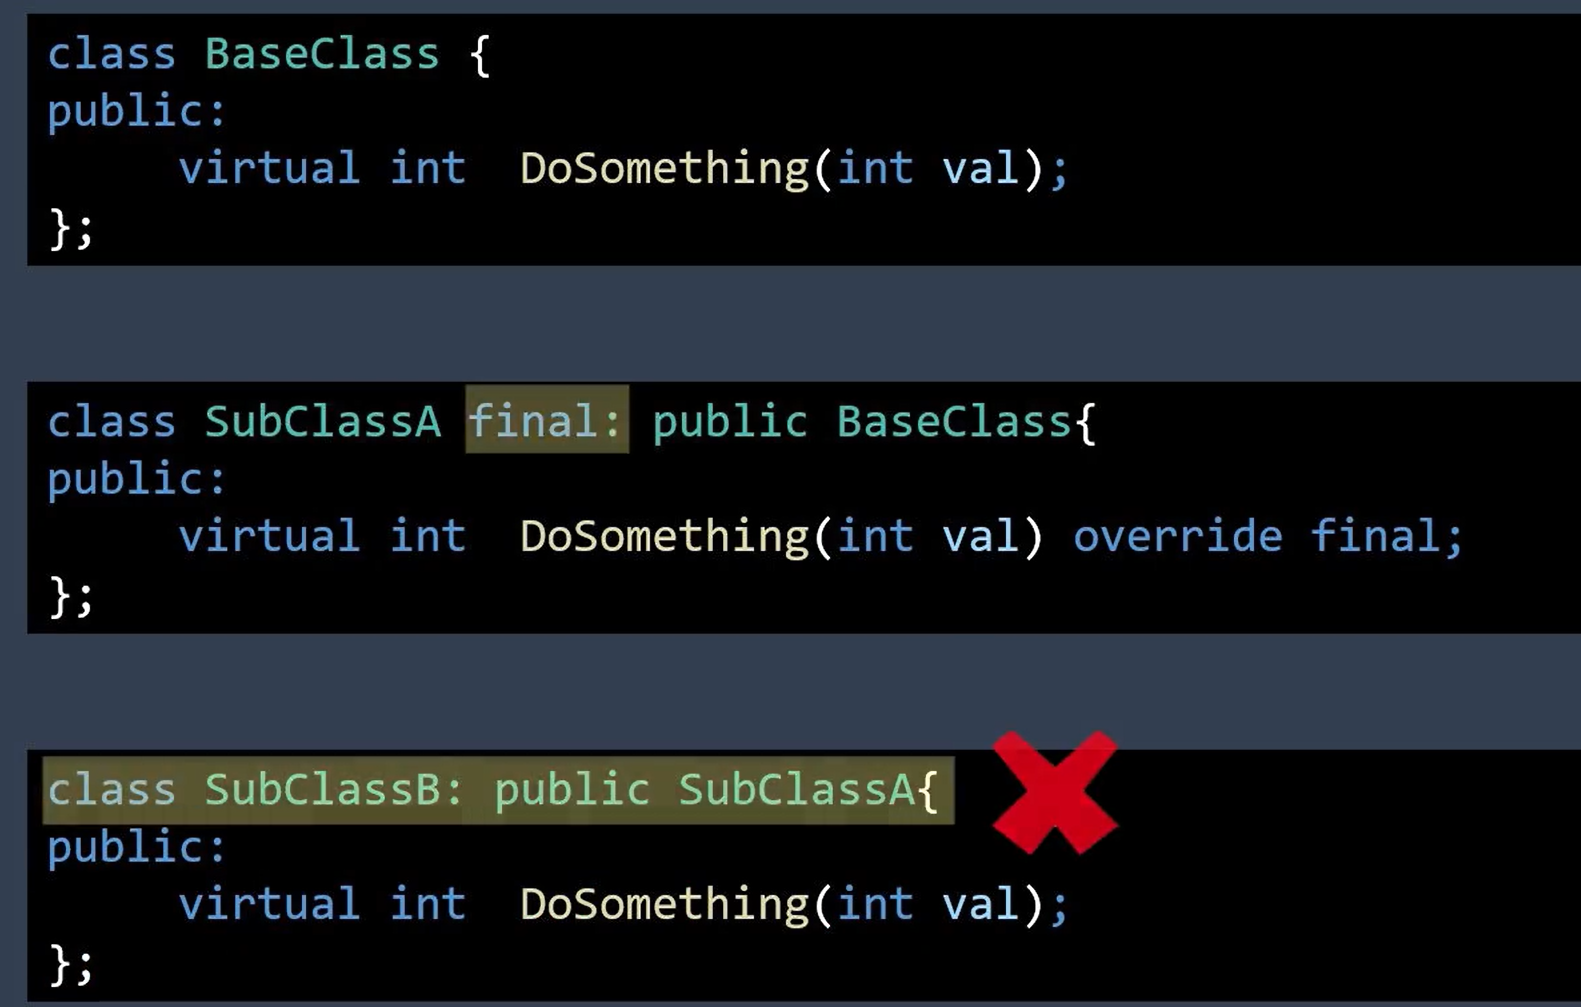 class BaseClass {
public:
virtual int  DoSomething(int val);
};
class SubClassA final: public BaseClass{
public:
virtual int  DoSomething(int val) override final;
};
class SubClassB: public SubClassA{
public:
virtual int  DoSomething(int val);
};